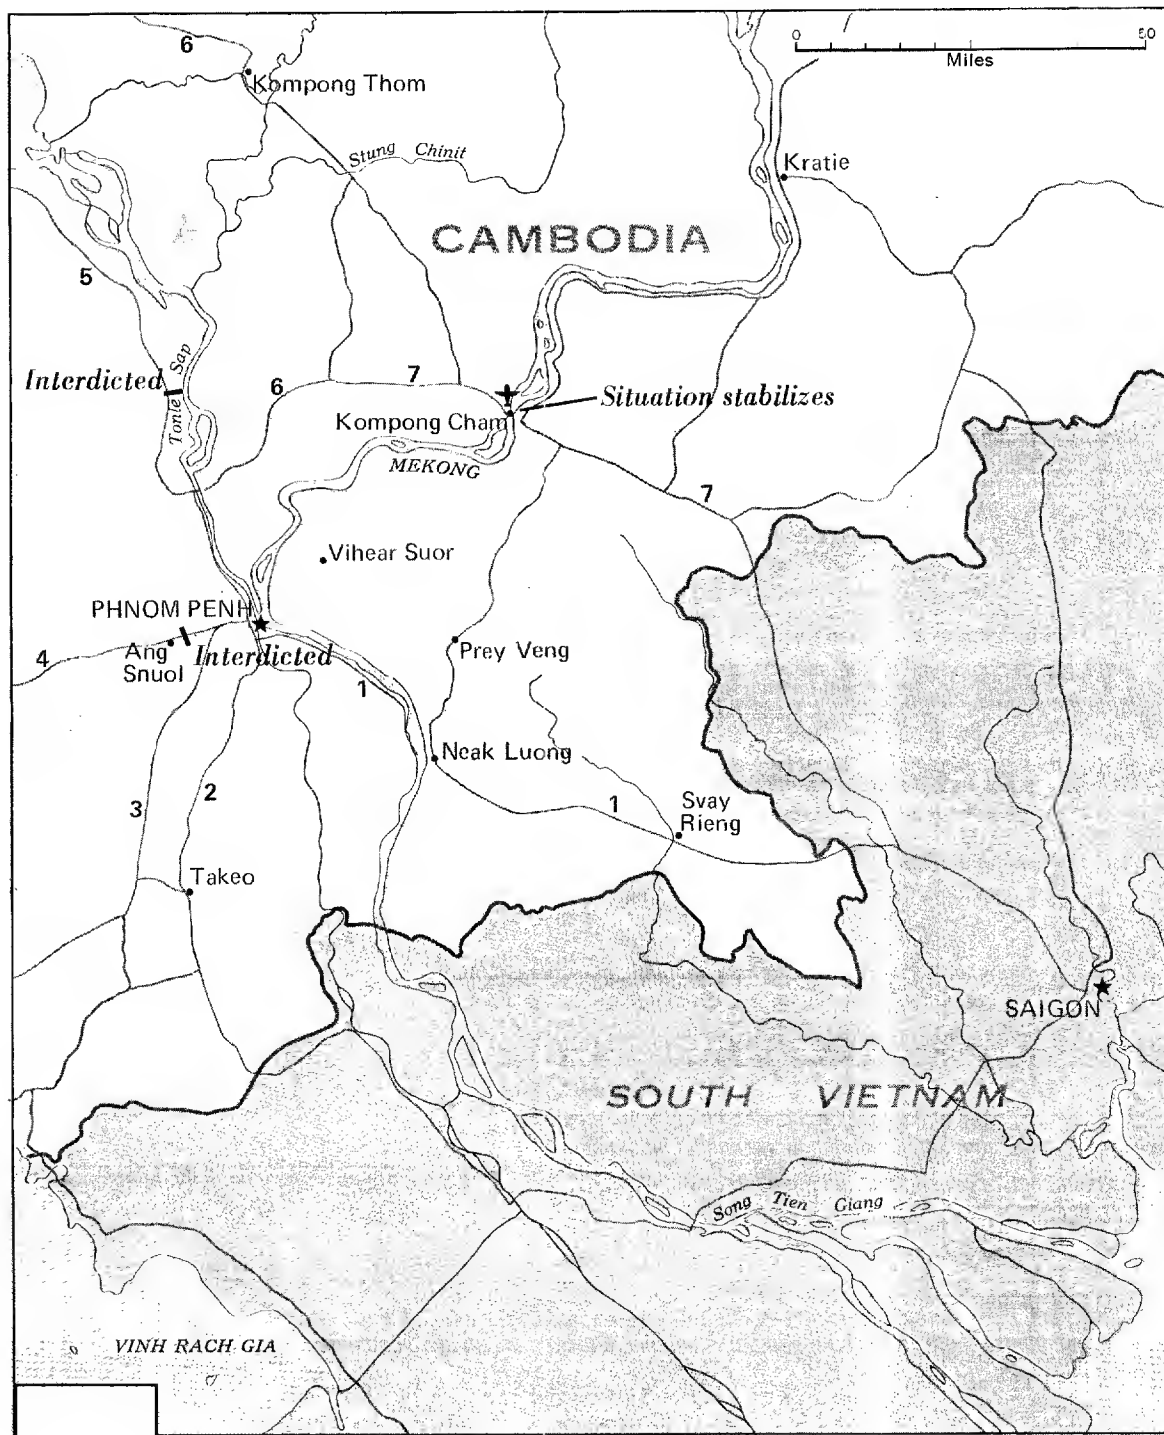 6
0
50
Miles
Kompong Thom
Stung Chinit
Kratie
CAMBODIA
5
Tonle Sap
Interdicted
6
7
Situation stabilizes
Kompong Cham
MEKONG
7
Vihear Suor
PHNOM PENH
4
Ang
Snuol
Interdicted
Prey Veng
1
Neak Luong
3
2
1
Svay
Rieng
Takeo
SAIGON
SOUTH VIETNAM
Song Tien Giang
VINH RACH GIA